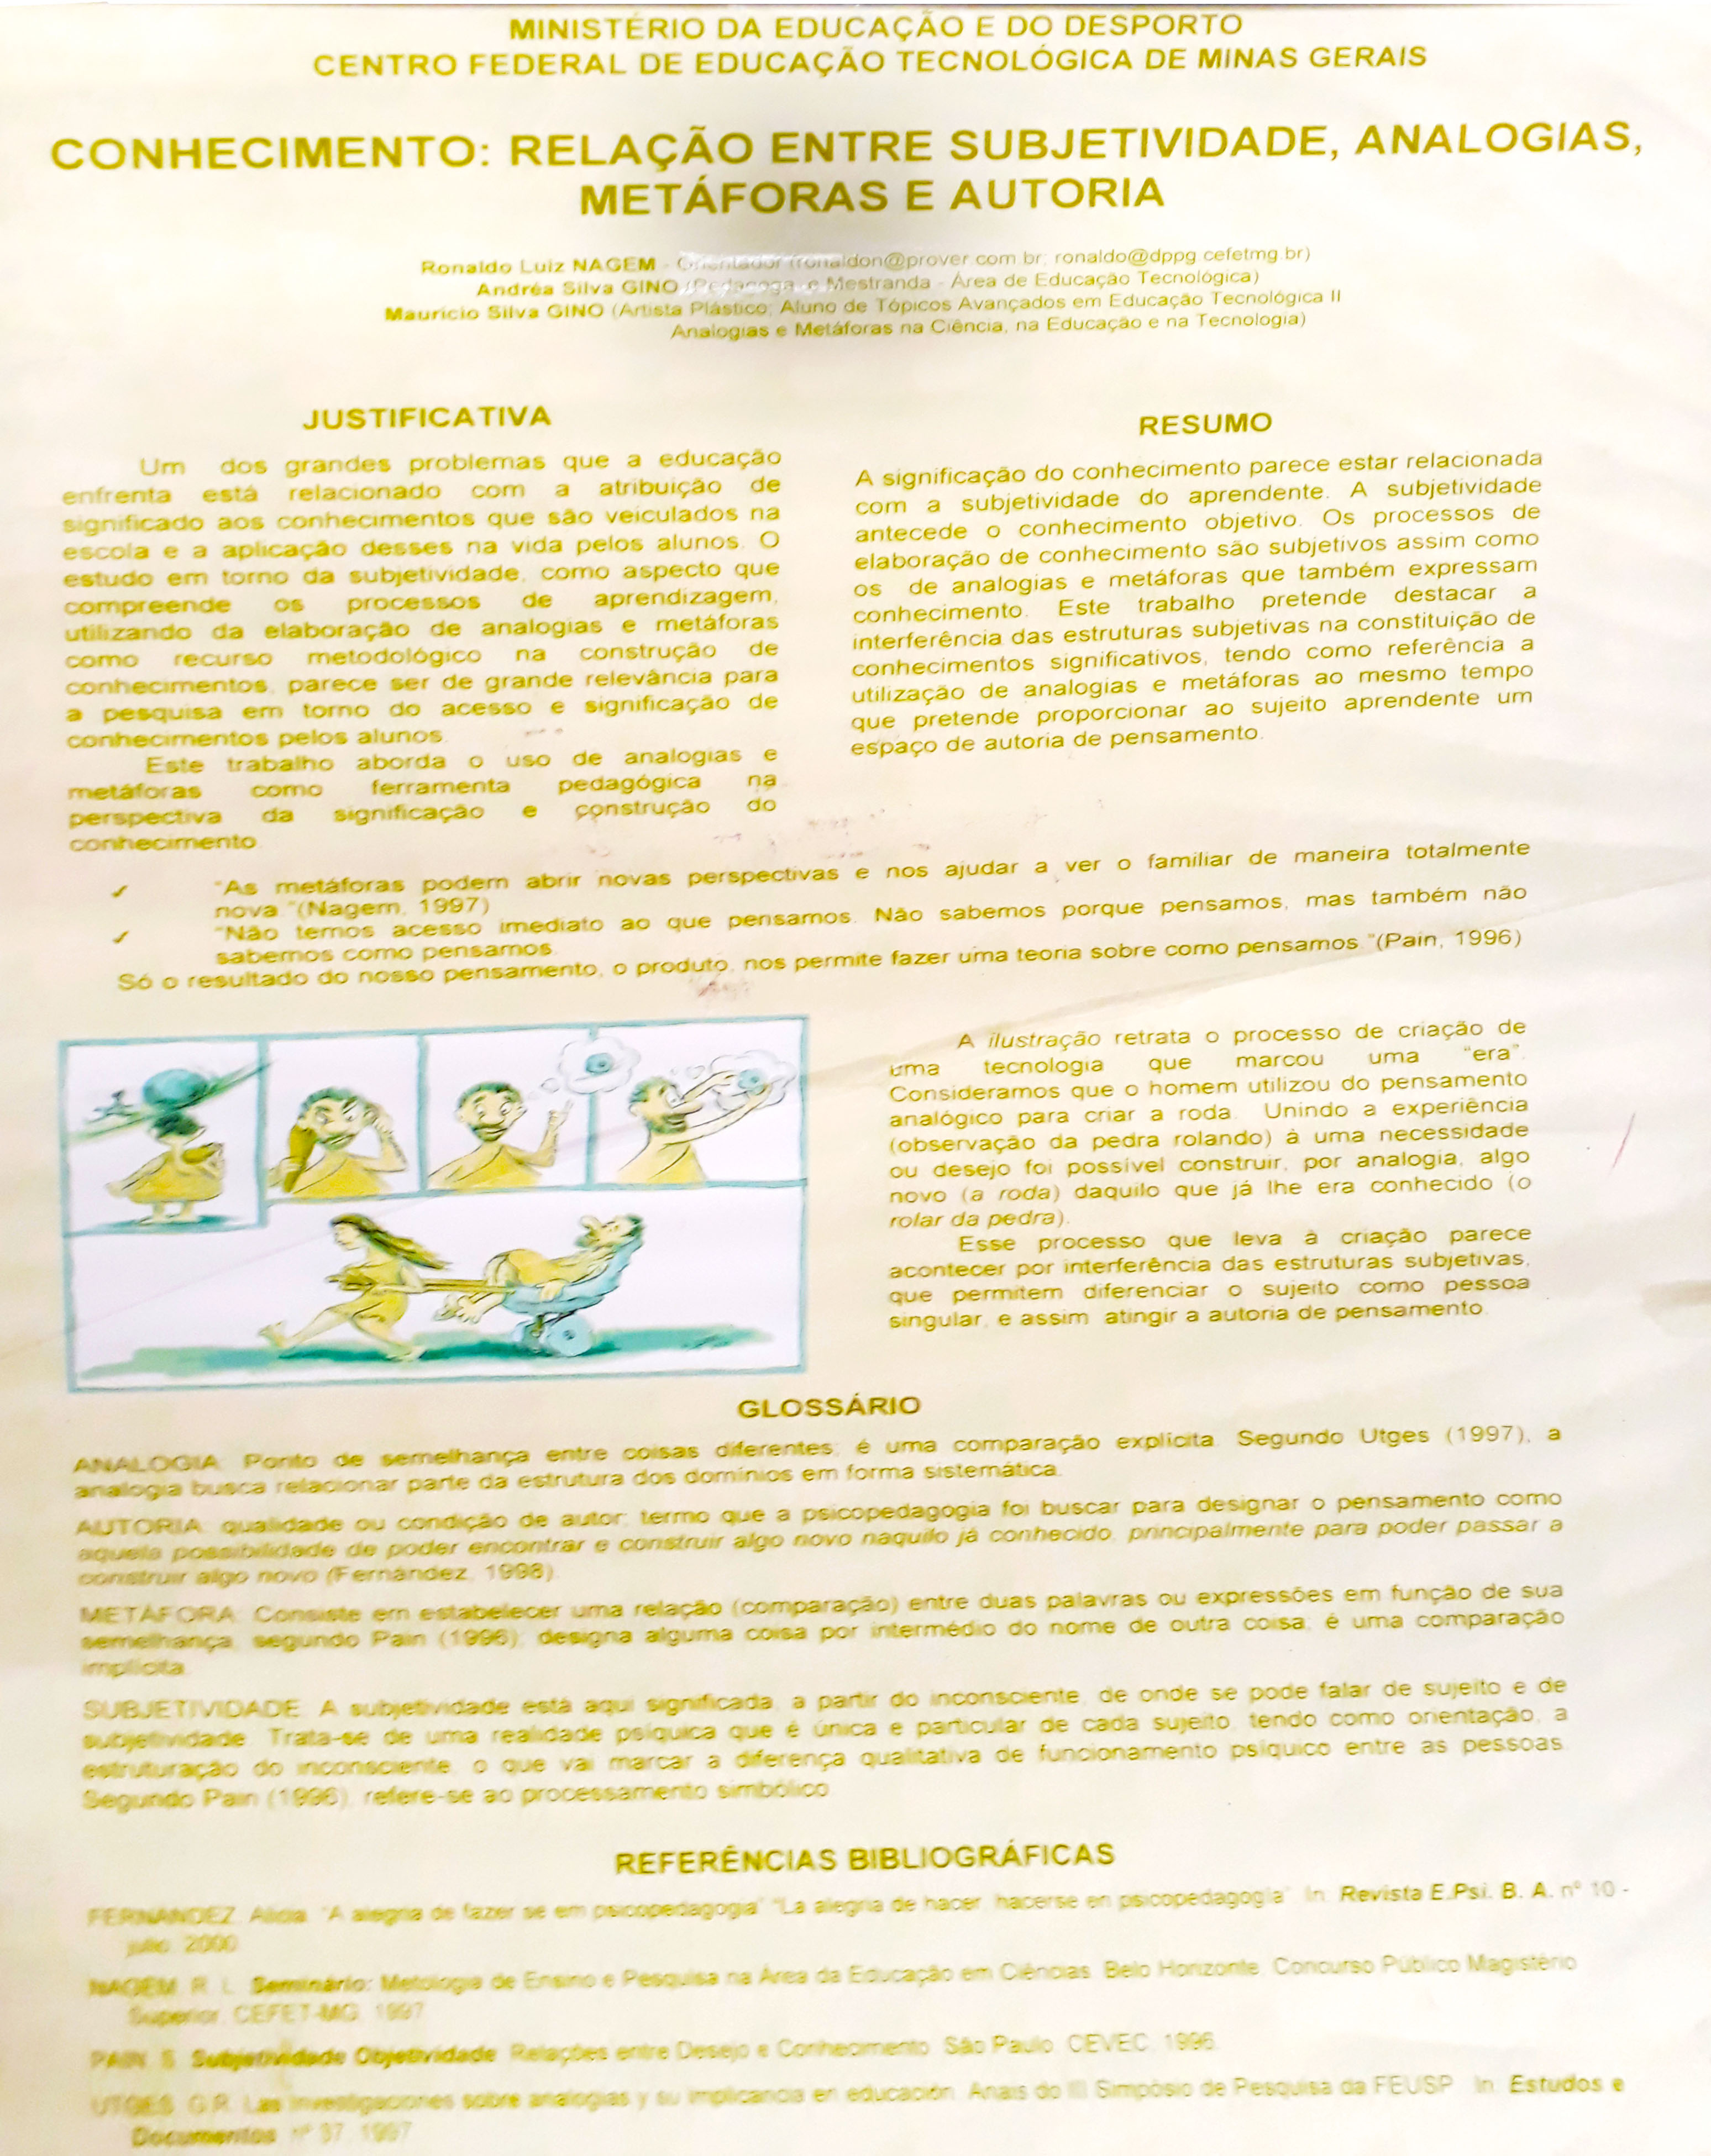 MINISTÉRIO DA EDUCAÇÃO E DO DESPORTO
CENTRO FEDERAL DE EDUCAÇÃO TECNOLÓGICA DE MINAS GERAIS
CONHECIMENTO: RELAÇÃO ENTRE SUBJETIVIDADE, ANALOGIAS,
METÁFORAS E AUTORIA
Ronaldo Luiz NAGEM - Orientador (ronaldon@prover.com.br; ronaldo@dppg.cefetmg.br)
Andréa Silva GINO (Pedagoga e Mestranda - Área de Educação Tecnológica)
Maurício Silva GINO (Artista Plástico; Aluno de Tópicos Avançados em Educação Tecnológica II
Analogias e Metáforas na Ciência, na Educação e na Tecnologia)
JUSTIFICATIVA
Um dos grandes problemas que a educação
enfrenta está relacionado com a atribuição de
significado aos conhecimentos que são veiculados na
escola e a aplicação desses na vida pelos alunos. O
estudo em torno da subjetividade, como aspecto que
compreende os processos de aprendizagem,
utilizando da elaboração de analogias e metáforas
como recurso metodológico na construção de
conhecimentos, parece ser de grande relevância para
a pesquisa em torno do acesso e significação de
conhecimentos pelos alunos.
Este trabalho aborda o uso de analogias e
metáforas como ferramenta pedagógica na
perspectiva da significação e construção do
conhecimento.
RESUMO
A significação do conhecimento parece estar relacionada
com a subjetividade do aprendente. A subjetividade
antecede o conhecimento objetivo. Os processos de
elaboração de conhecimento são subjetivos assim como
os de analogias e metáforas que também expressam
conhecimento. Este trabalho pretende destacar a
interferência das estruturas subjetivas na constituição de
conhecimentos significativos, tendo como referência a
utilização de analogias e metáforas ao mesmo tempo
que pretende proporcionar ao sujeito aprendente um
espaço de autoria de pensamento.
✓ "As metáforas podem abrir novas perspectivas e nos ajudar a ver o familiar de maneira totalmente
nova."(Nagem, 1997)
✓ "Não temos acesso imediato ao que pensamos. Não sabemos porque pensamos, mas também não
sabemos como pensamos.
Só o resultado do nosso pensamento, o produto, nos permite fazer uma teoria sobre como pensamos."(Pain, 1996)
A ilustração retrata o processo de criação de
uma tecnologia que marcou uma "era".
Consideramos que o homem utilizou do pensamento
analógico para criar a roda. Unindo a experiência
(observação da pedra rolando) à uma necessidade
ou desejo foi possível construir, por analogia, algo
novo (a roda) daquilo que já lhe era conhecido (o
rolar da pedra).
Esse processo que leva à criação parece
acontecer por interferência das estruturas subjetivas,
que permitem diferenciar o sujeito como pessoa
singular, e assim atingir a autoria de pensamento.
GLOSSÁRIO
ANALOGIA: Ponto de semelhança entre coisas diferentes; é uma comparação explícita. Segundo Utges (1997), a
analogia busca relacionar parte da estrutura dos domínios em forma sistemática.
AUTORIA: qualidade ou condição de autor; termo que a psicopedagogia foi buscar para designar o pensamento como
aquela possibilidade de poder encontrar e construir algo novo naquilo já conhecido, principalmente para poder passar a
construir algo novo (Fernández, 1998).
METÁFORA: Consiste em estabelecer uma relação (comparação) entre duas palavras ou expressões em função de sua
semelhança, segundo Pain (1996); designa alguma coisa por intermédio do nome de outra coisa; é uma comparação
implícita.
SUBJETIVIDADE: A subjetividade está aqui significada, a partir do inconsciente, de onde se pode falar de sujeito e de
subjetividade. Trata-se de uma realidade psíquica que é única e particular de cada sujeito, tendo como orientação, a
estruturação do inconsciente, o que vai marcar a diferença qualitativa de funcionamento psíquico entre as pessoas.
Segundo Pain (1996), refere-se ao processamento simbólico.
REFERÊNCIAS BIBLIOGRÁFICAS
FERNÁNDEZ, Alicia. "A alegria de fazer se em psicopedagogia" "La alegria de hacer, hacerse en psicopedagogía". In: Revista E.Psi. B. A. nº 10 -
julio, 2000.
NAGEM, R. L. Seminário: Metologia de Ensino e Pesquisa na Área da Educação em Ciências. Belo Horizonte. Concurso Público Magistério
Superior, CEFET-MG, 1997
PAIN, S. Subjetividade Objetividade: Relações entre Desejo e Conhecimento. São Paulo: CEVEC, 1996.
UTGES, G.R. Las investigaciones sobre analogias y su implicancia en educación. Anais do III Simpósio de Pesquisa da FEUSP. In: Estudos e
Documentos, nº 37, 1997